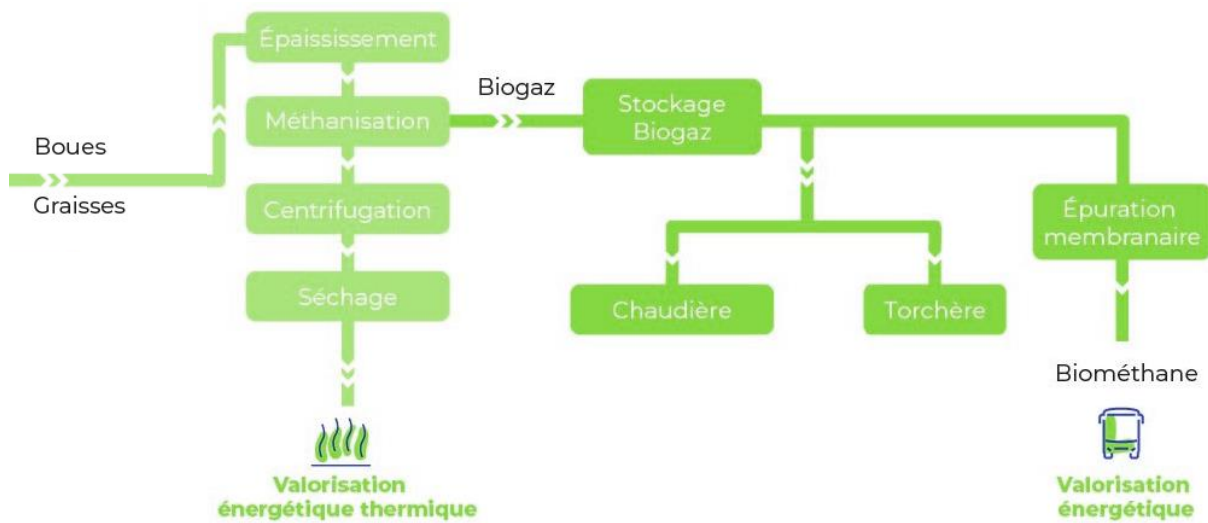 Épaississement
Biogaz
Stockage
Biogaz
Méthanisation
Boues
Graisses
Centrifugation
Épuration
membranaire
Séchage
Chaudière
Torchère
Biométhane
Valorisation
énergétique thermique
Valorisation
énergétique